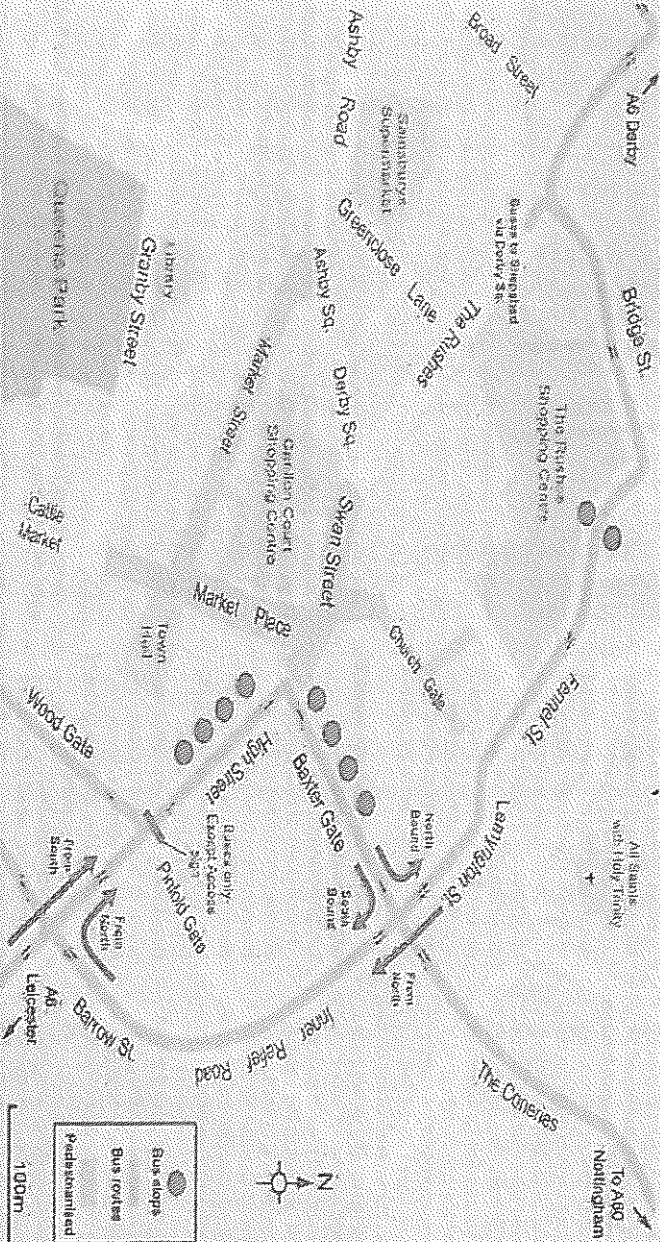 A6 Derby
Broad Street
Bridge St.
Ashby Road
Sainsburys
Supermarket
Greenclose Lane
The Rushes
Buses to Shepshed
via Derby Sq.
The Rushes
Shopping Centre
Fennel St.
Lemyngton St.
All Saints
with Holy Trinity
Ashby Sq.
Derby Sq.
Swan Street
Church Gate
Carillon Court
Shopping Centre
Market Street
Market Place
Library
Granby Street
Queens Park
Cattle
Market
Town
Hall
Wood Gate
High Street
Baxter Gate
North
Bound
South
Bound
From
North
Buses only
Except Access
sign
Pinfold Gate
From
South
From
North
A6
Leicester
Barrow St.
Inner Relief Road
The Coneries
To A60
Nottingham
N
Bus stops
Bus routes
Pedestrianised
100m